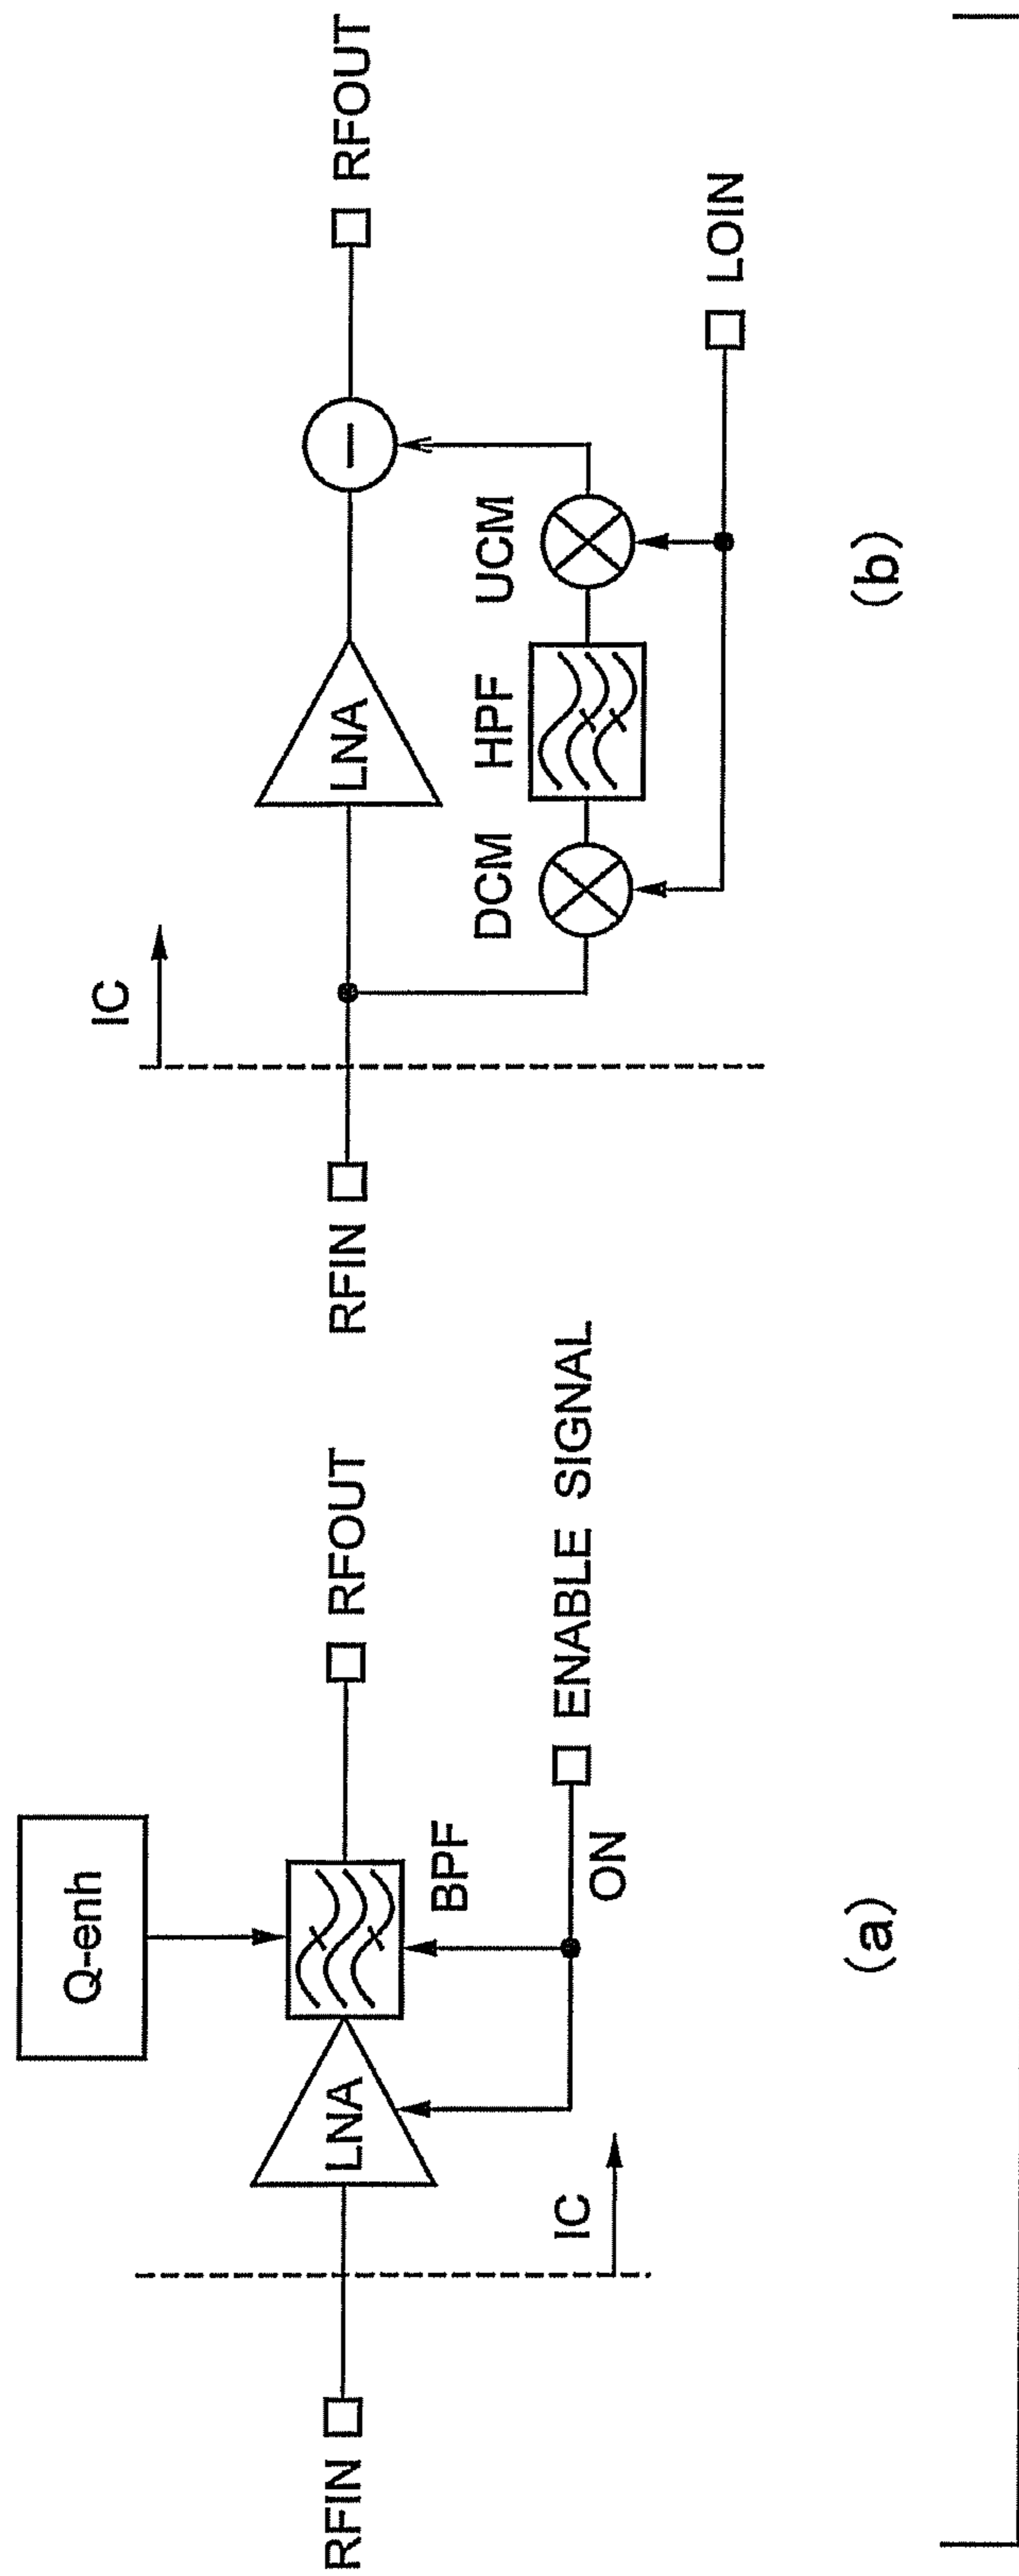 Q-enh
RFIN
LNA
BPF
RFOUT
IC
ON
ENABLE SIGNAL
(a)
IC
RFIN
LNA
RFOUT
DCM
HPF
UCM
LOIN
(b)